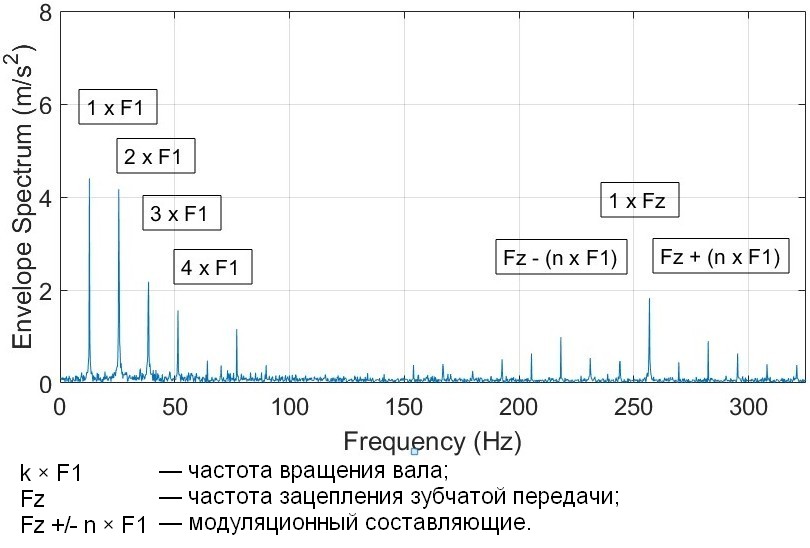 8
6
4
2
0
Envelope Spectrum (m/s²)
1 x F1
2 x F1
3 x F1
4 x F1
1 x Fz
Fz - (n x F1)
Fz + (n x F1)
0 50 100 150 200 250 300
Frequency (Hz)
k × F1 — частота вращения вала;
Fz — частота зацепления зубчатой передачи;
Fz +/- n × F1 — модуляционный составляющие.